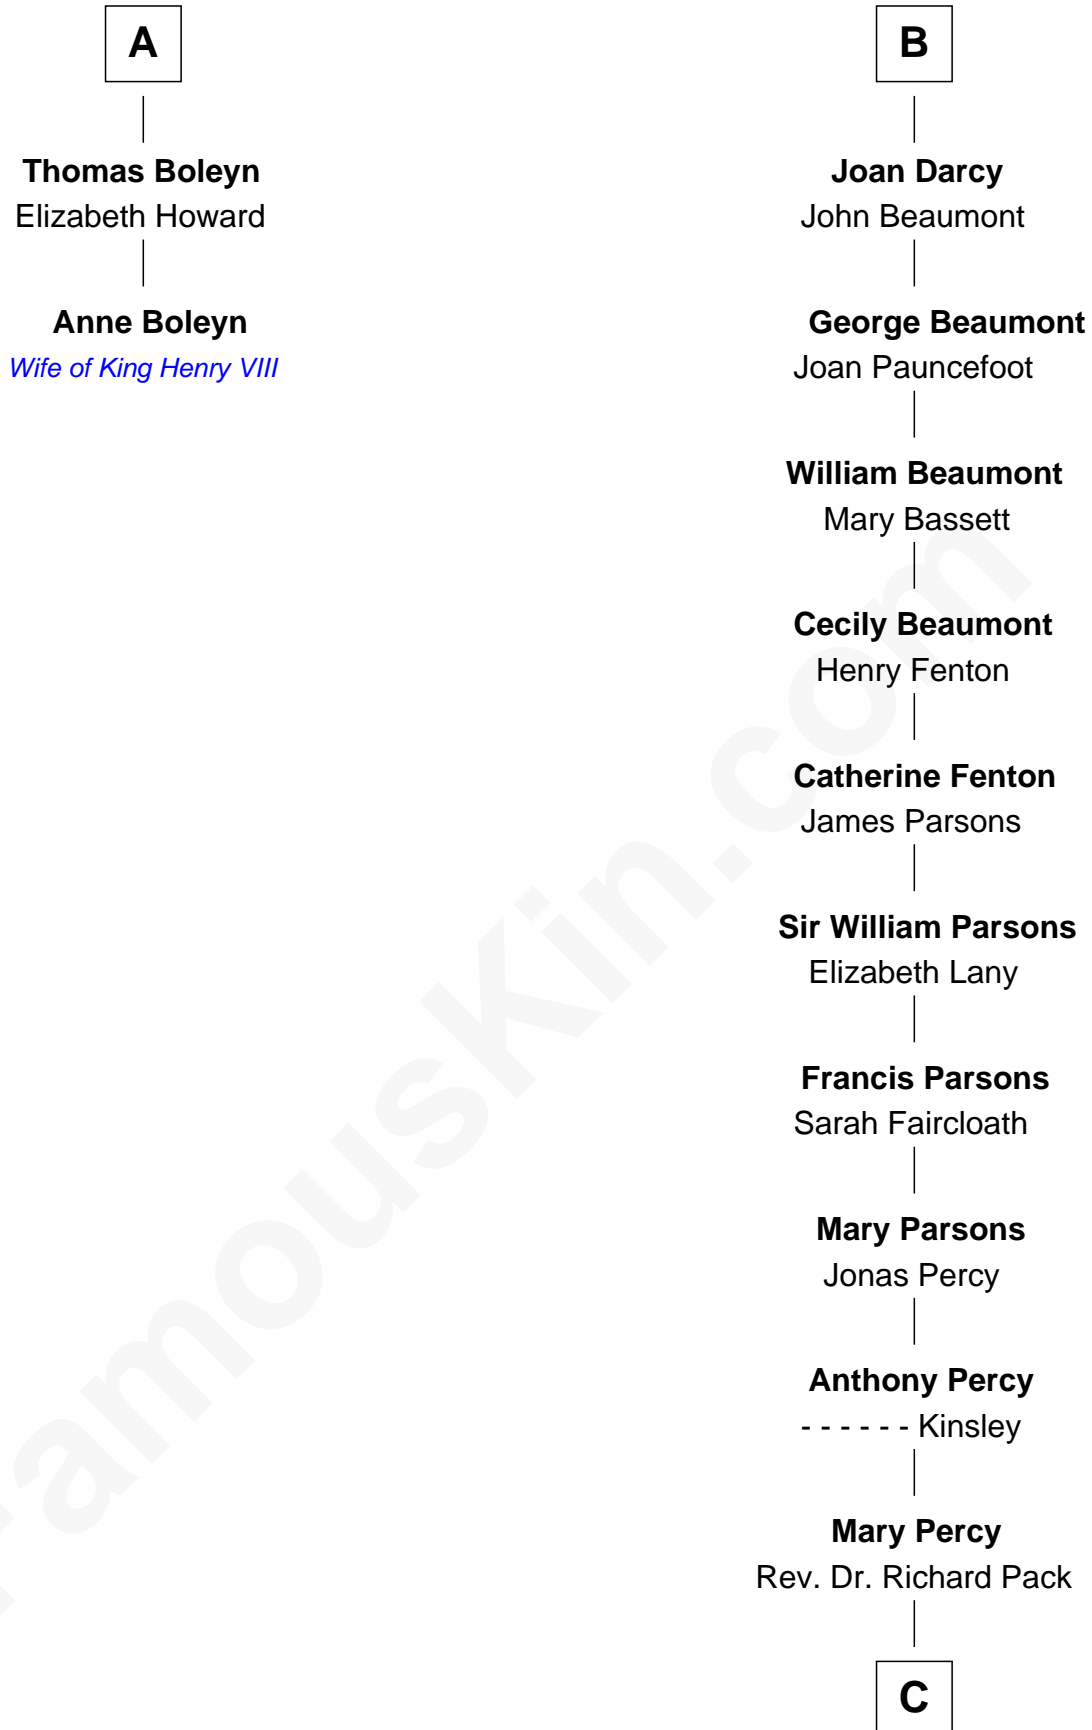 A
Thomas Boleyn
Elizabeth Howard
Anne Boleyn
Wife of King Henry VIII
B
Joan Darcy
John Beaumont
George Beaumont
Joan Pauncefoot
William Beaumont
Mary Bassett
Cecily Beaumont
Henry Fenton
Catherine Fenton
James Parsons
Sir William Parsons
Elizabeth Lany
Francis Parsons
Sarah Faircloath
Mary Parsons
Jonas Percy
Anthony Percy
- - - - - - Kinsley
Mary Percy
Rev. Dr. Richard Pack
C
FamousKin.com